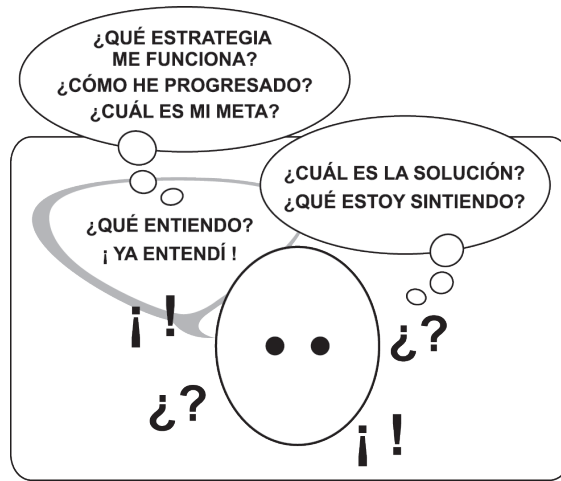 ¿QUÉ ESTRATEGIA
ME FUNCIONA?
¿CÓMO HE PROGRESADO?
¿CUÁL ES MI META?
¿CUÁL ES LA SOLUCIÓN?
¿QUÉ ESTOY SINTIENDO?
¿QUÉ ENTIENDO?
¡ YA ENTENDÍ !
¡ !
¿?
¿?
¡ !